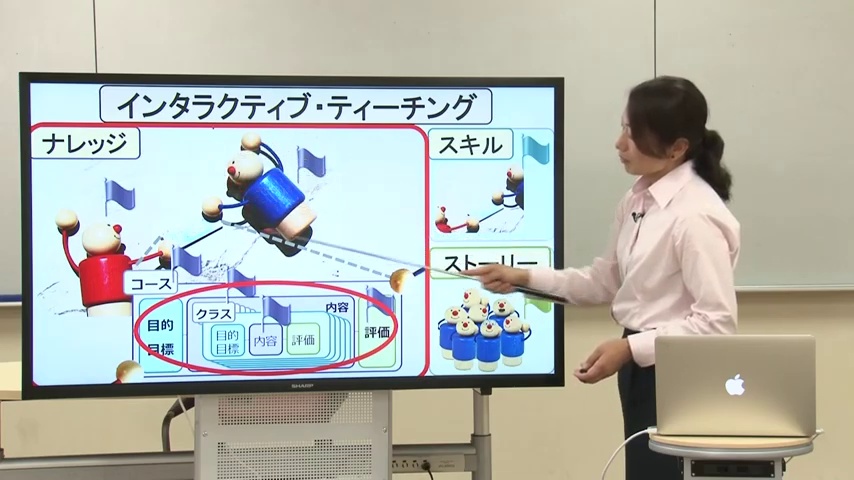 インタラクティブ・ティーチング
ナレッジ
スキル
ストーリー
コース
目的
目標
クラス
内容
目的
目標
内容
評価
評価
SHARP